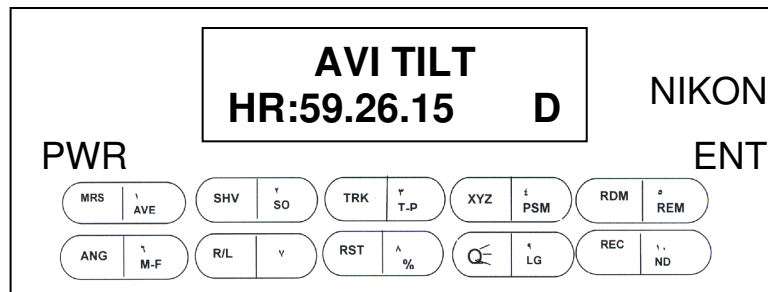 AVI TILT
HR:59.26.15 D
NIKON
PWR ENT
MRS ١ AVE SHV ٢ SO TRK ٣ T-P XYZ ٤ PSM RDM ٥ REM
ANG ٦ M-F R/L ٧ RST ٨ % ٩ LG REC ١٠ ND